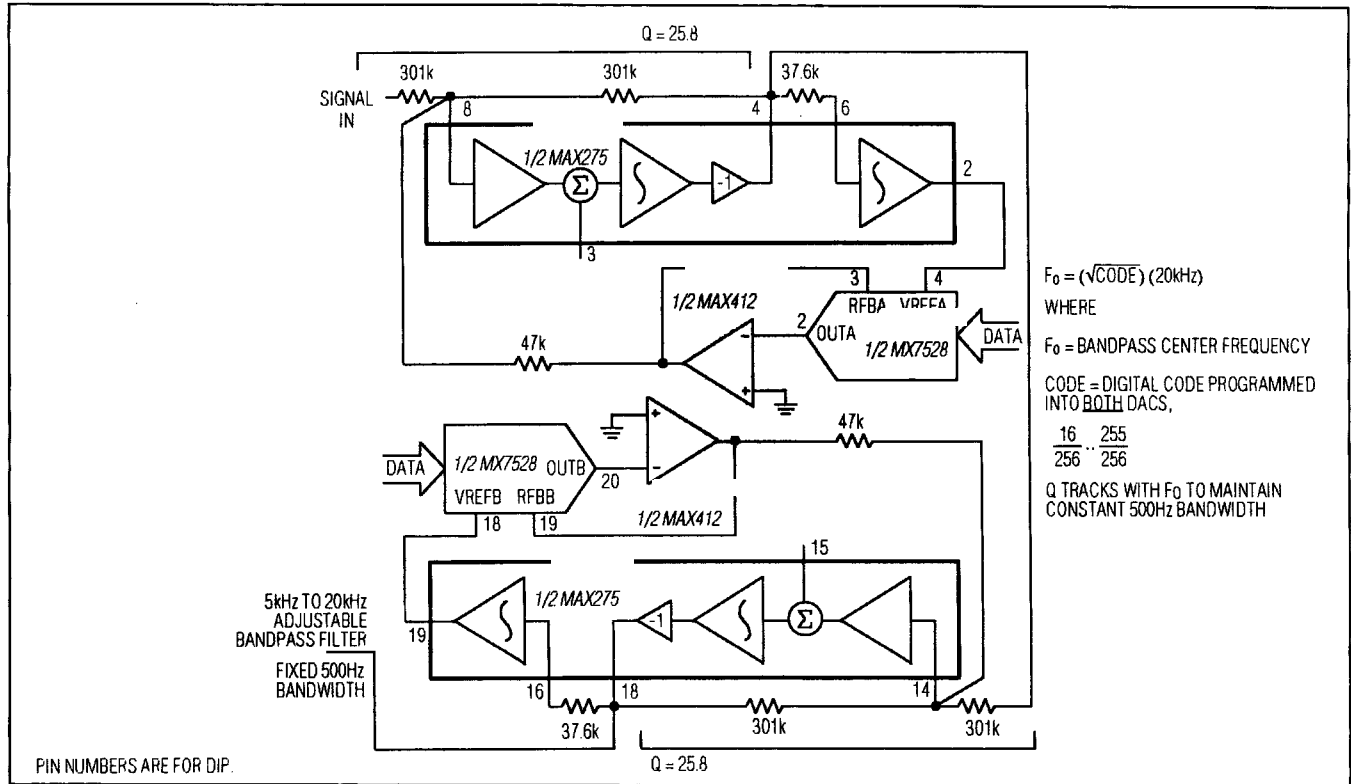 Q = 25.8
301k
301k
37.6k
SIGNAL
IN
8
4
6
1/2 MAX275
Σ
-1
2
3
3
4
RFBA VREFA
1/2 MAX412
2
OUTA
1/2 MX7528
DATA
47k
F₀ = (√CODE) (20kHz)
WHERE
F₀ = BANDPASS CENTER FREQUENCY
CODE = DIGITAL CODE PROGRAMMED
INTO BOTH DACS,
16/256 .. 255/256
Q TRACKS WITH F₀ TO MAINTAIN
CONSTANT 500Hz BANDWIDTH
47k
DATA
1/2 MX7528 OUTB
20
VREFB RFBB
18
19
1/2 MAX412
15
5kHz TO 20kHz
ADJUSTABLE
BANDPASS FILTER
FIXED 500Hz
BANDWIDTH
19
1/2 MAX275
-1
Σ
16
18
14
37.6k
301k
301k
Q = 25.8
PIN NUMBERS ARE FOR DIP.